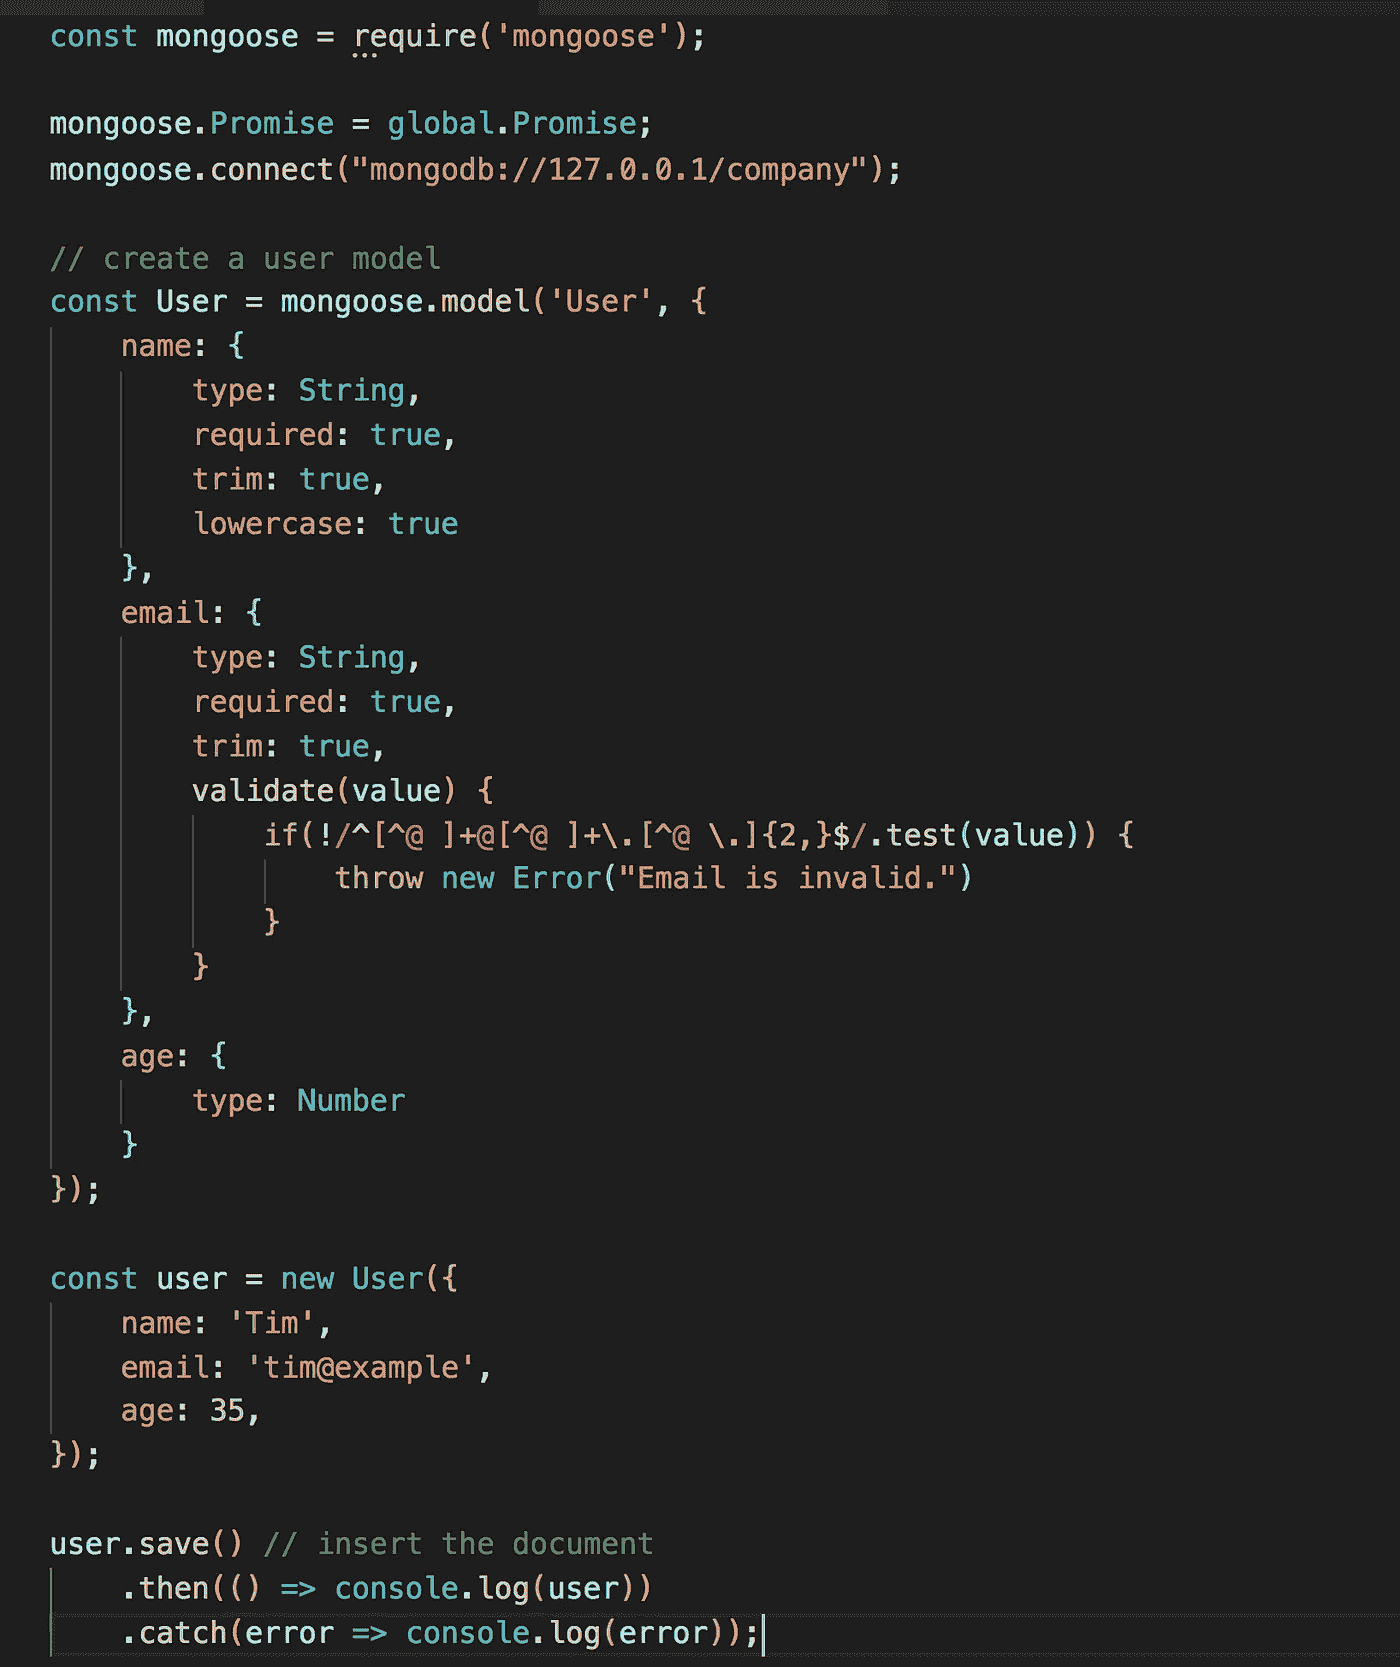 const mongoose = require('mongoose');
mongoose.Promise = global.Promise;
mongoose.connect("mongodb://127.0.0.1/company");
// create a user model
const User = mongoose.model('User', {
    name: {
        type: String,
        required: true,
        trim: true,
        lowercase: true
    },
    email: {
        type: String,
        required: true,
        trim: true,
        validate(value) {
            if(!/^[^@ ]+@[^@ ]+\.[^@ \.]{2,}$/.test(value)) {
                throw new Error("Email is invalid.")
            }
        }
    },
    age: {
        type: Number
    }
});
const user = new User({
    name: 'Tim',
    email: 'tim@example',
    age: 35,
});
user.save() // insert the document
    .then(() => console.log(user))
    .catch(error => console.log(error));